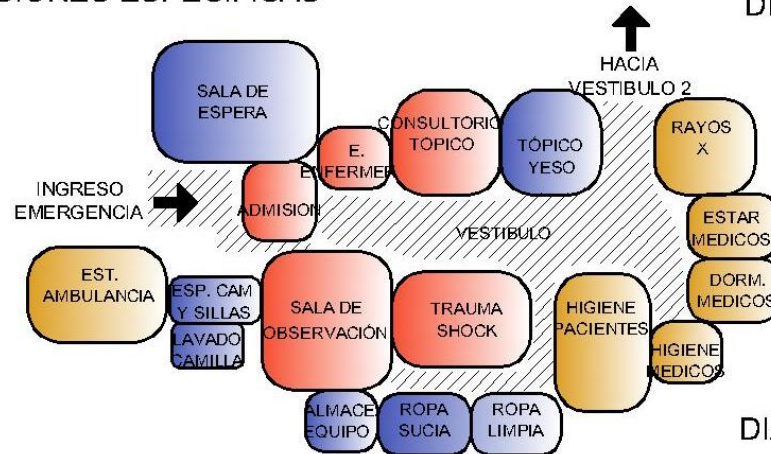 HACIA
VESTIBULO 2
SALA DE
ESPERA
CONSULTORIO
TOPICO
TÓPICO
YESO
RAYOS
X
E.
ENFERMER
INGRESO
EMERGENCIA
ADMISION
VESTIBULO
ESTAR
MEDICOS
EST.
AMBULANCIA
ESP. CAM
Y SILLAS
LAVADO
CAMILLA
SALA DE
OBSERVACIÓN
TRAUMA
SHOCK
HIGIENE
PACIENTES
DORM.
MEDICOS
HIGIENE
MEDICOS
ALMACE
EQUIPO
ROPA
SUCIA
ROPA
LIMPIA